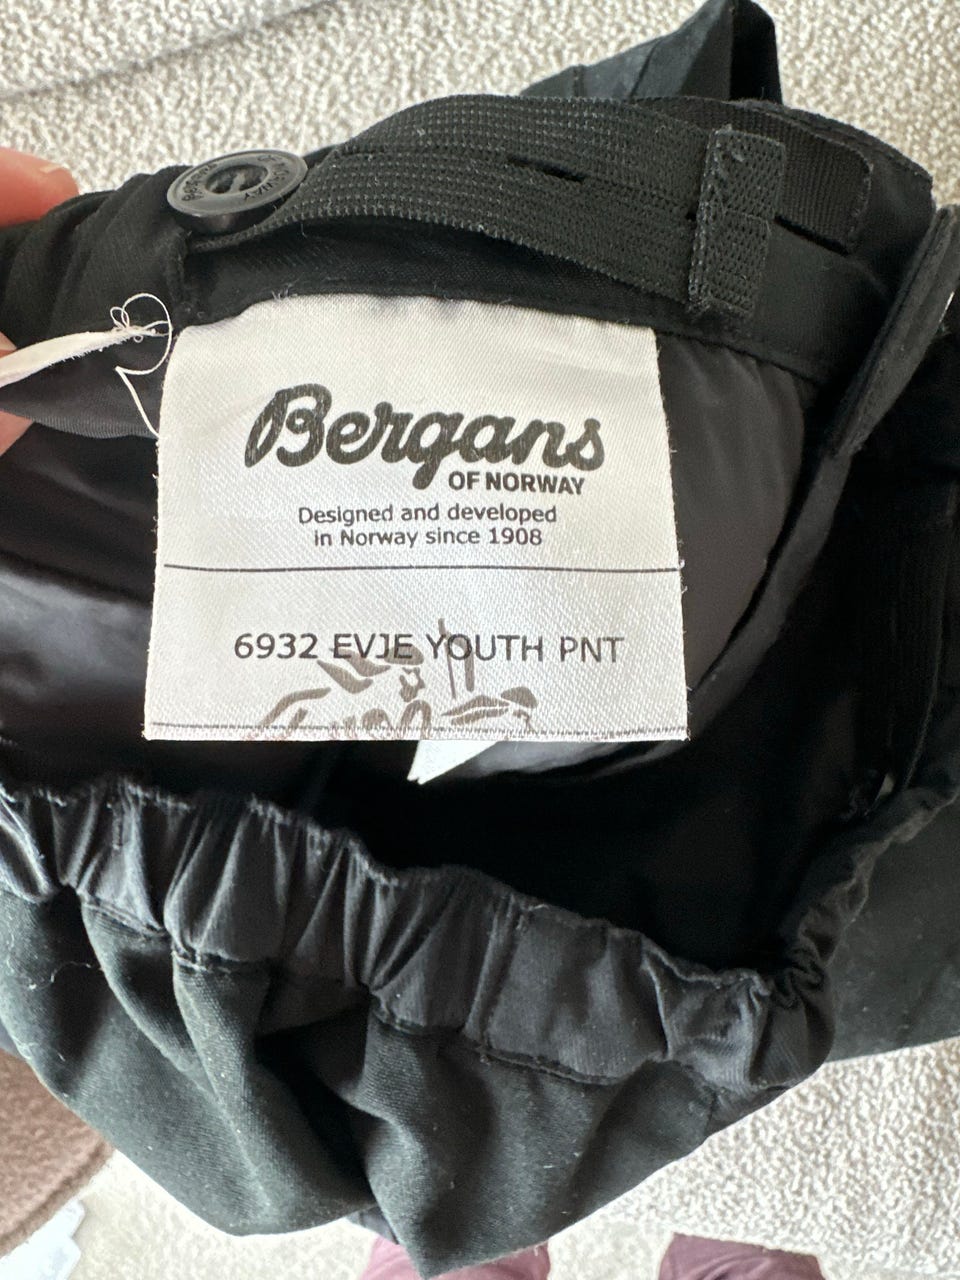 Bergans
OF NORWAY
Designed and developed
in Norway since 1908
6932 EVJE YOUTH PNT